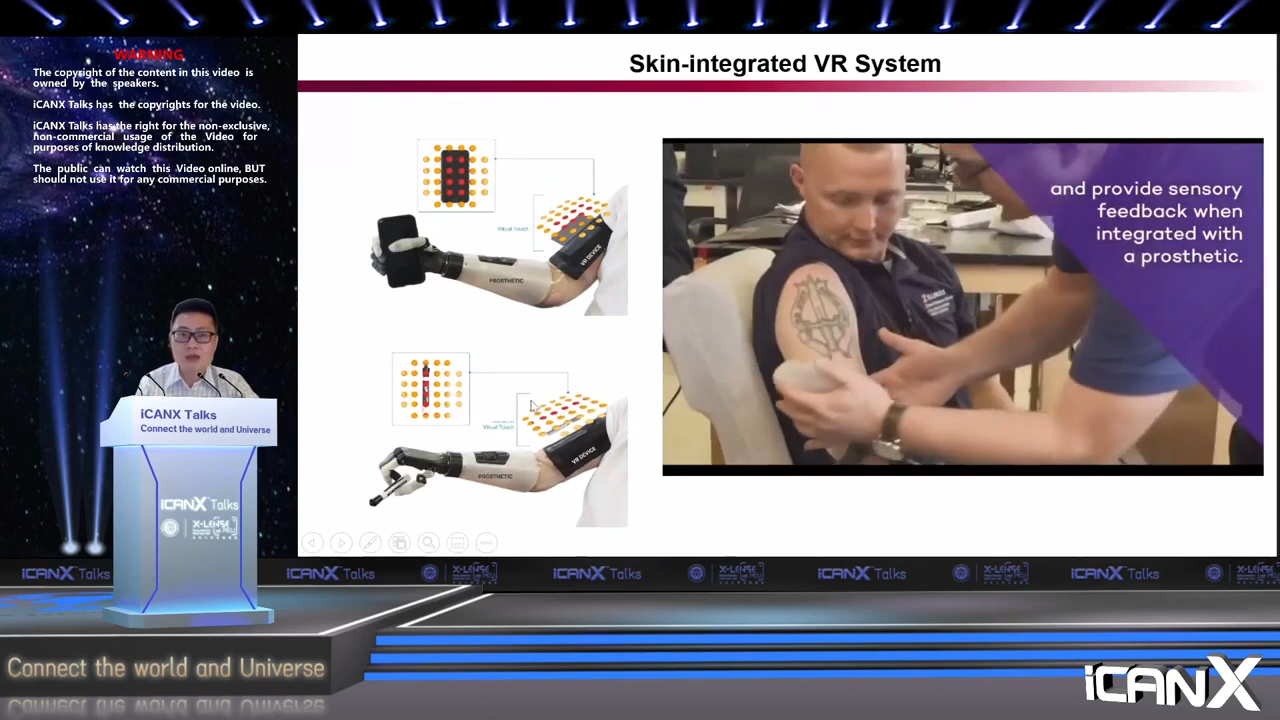 WARNING
The copyright of the content in this video is
owned by the speakers.
iCANX Talks has the copyrights for the video.
iCANX Talks has the right for the non-exclusive,
non-commercial usage of the Video for
purposes of knowledge distribution.
The public can watch this Video online, BUT
should not use it for any commercial purposes.
Skin-integrated VR System
Virtual Touch
VR DEVICE
PROSTHETIC
Virtual Touch
VR DEVICE
PROSTHETIC
and provide sensory
feedback when
integrated with
a prosthetic.
ILLINOIS
iCANX Talks
Connect the world and Universe
iCANX Talks
X-LENSE
iCANX Talks
iCANX Talks
X-LENSE
iCANX Talks
X-LENSE
iCANX Talks
X-LENSE
iCANX Talks
X-LENSE
Connect the world and Universe
iCANX